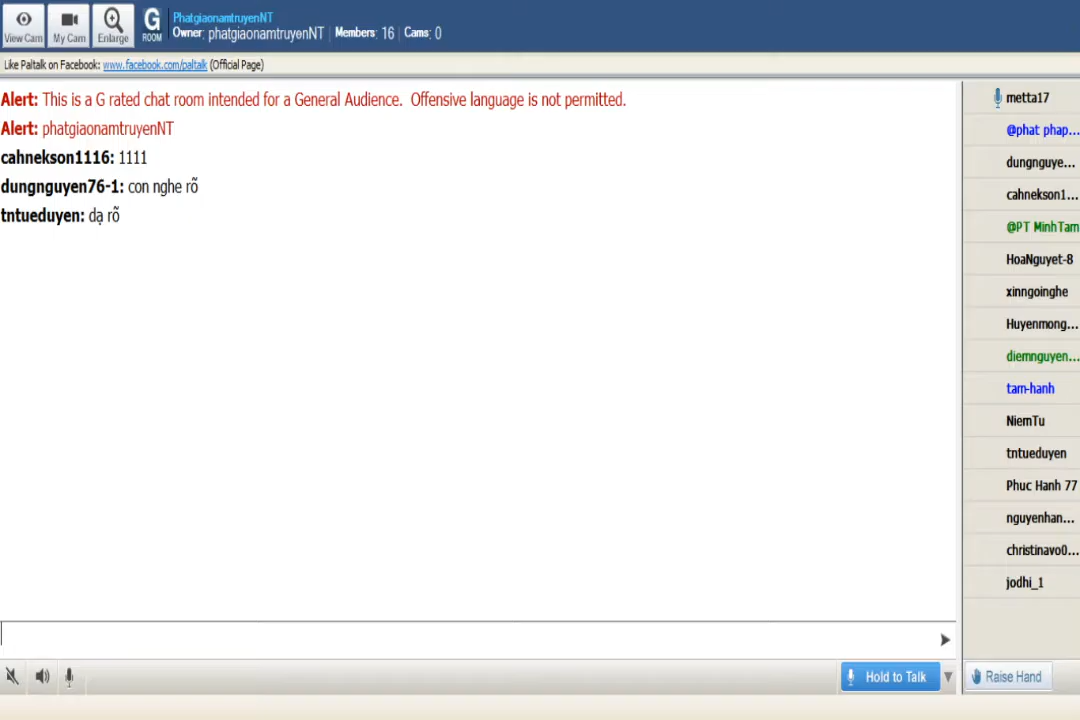 View Cam
My Cam
Enlarge
G
ROOM
PhatgiaonamtruyenNT
Owner: phatgiaonamtruyenNT Members: 16 Cams: 0
Like Paltalk on Facebook: www.facebook.com/paltalk (Official Page)
Alert: This is a G rated chat room intended for a General Audience. Offensive language is not permitted.
Alert: phatgiaonamtruyenNT
cahnekson1116: 1111
dungnguyen76-1: con nghe rõ
tntueduyen: dạ rõ
metta17
@phat phap...
dungnguye...
cahnekson1...
@PT MinhTam
HoaNguyet-8
xinngoinghe
Huyenmong...
diemnguyen...
tam-hanh
NiemTu
tntueduyen
Phuc Hanh 77
nguyenhan...
christinavo0...
jodhi_1
Hold to Talk
Raise Hand